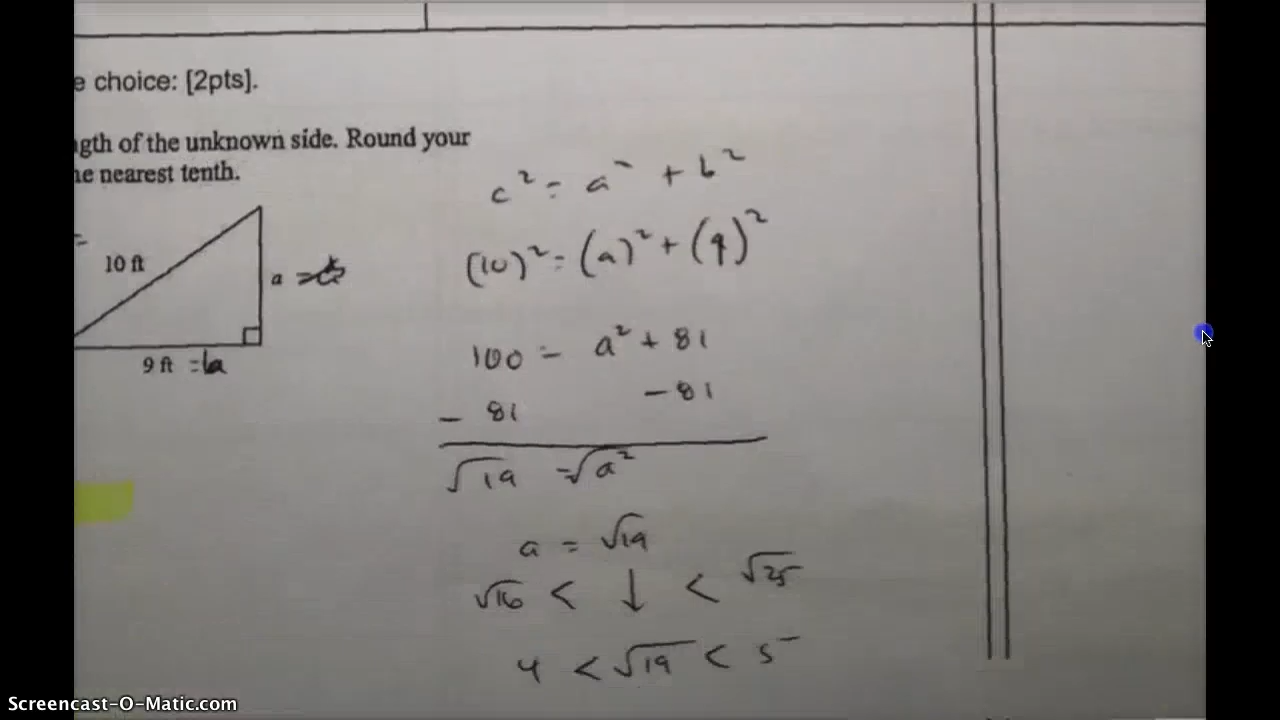 e choice: [2pts].
ngth of the unknown side. Round your
he nearest tenth.
c² = a² + b²
10 ft
a =
(10)² = (a)² + (9)²
9 ft =
100 = a² + 81
- 81 - 81
√19 = √a²
a = √19
√16 < ↓ < √25
4 < √19 < 5
Screencast-O-Matic.com